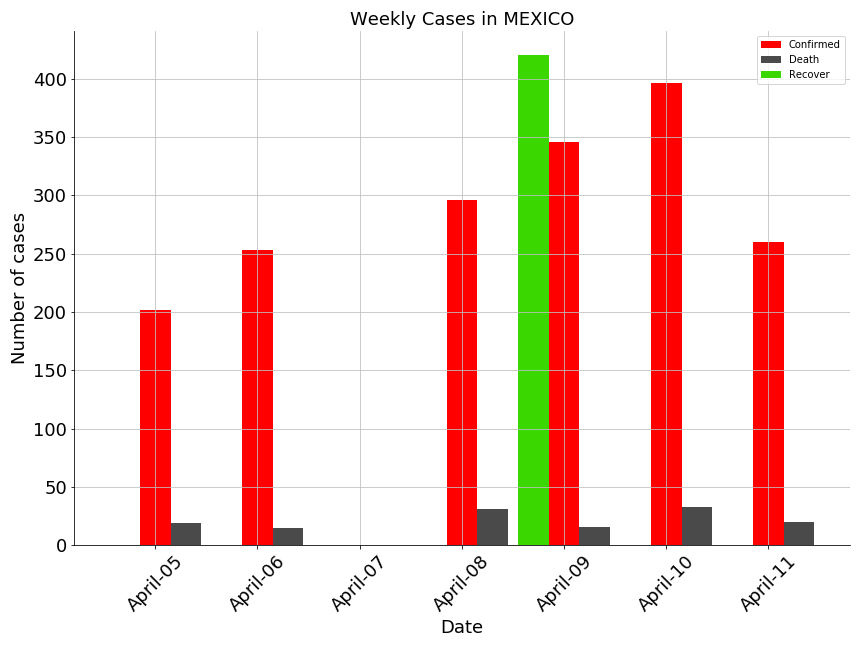 Weekly Cases in MEXICO
Confirmed
Death
Recover
Number of cases
400
350
300
250
200
150
100
50
0
April-05
April-06
April-07
April-08
April-09
April-10
April-11
Date